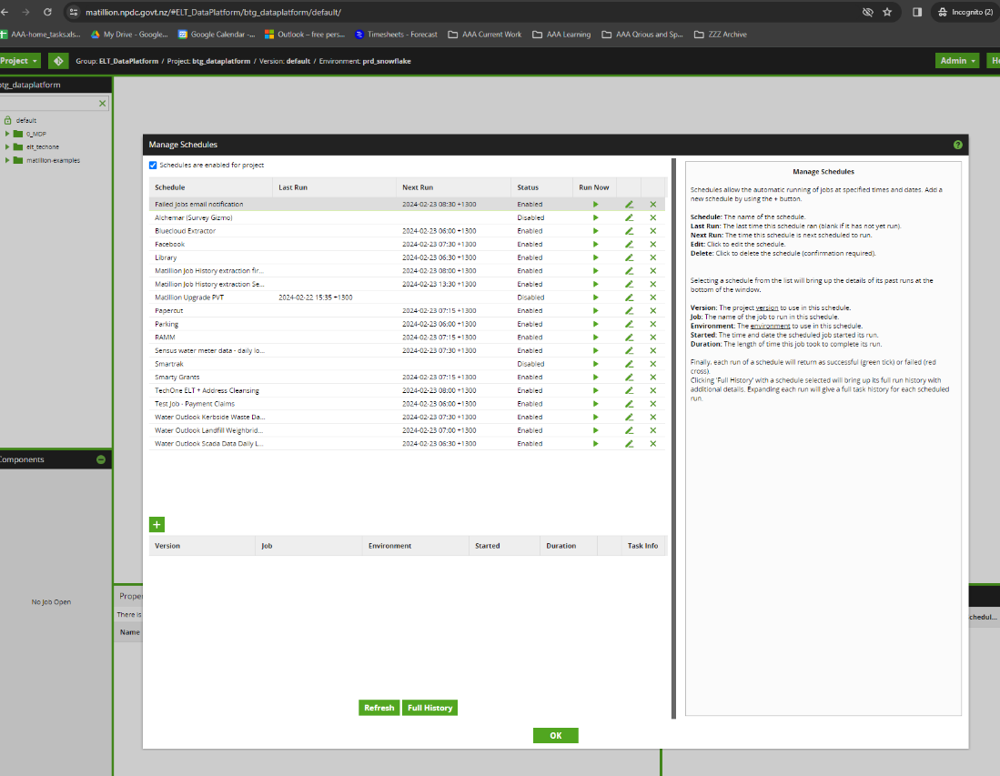 matillion.npdc.govt.nz/#ELT_DataPlatform/btg_dataplatform/default/
Incognito (2)
AAA-home_tasks.xls...
My Drive - Google...
Google Calendar -...
Outlook – free pers...
Timesheets - Forecast
AAA Current Work
AAA Learning
AAA Qrious and Sp...
ZZZ Archive
Project
Group: ELT_DataPlatform / Project: btg_dataplatform / Version: default / Environment: prd_snowflake
Admin
He
btg_dataplatform
default
0_MDF
elt_techone
matillion-examples
Components
No Job Open
Manage Schedules
Schedules are enabled for project
Schedule Last Run Next Run Status Run Now
Failed Jobs email notification 2024-02-23 08:30 +1300 Enabled
Alchemar (Survey Gizmo) Disabled
Bluecloud Extractor 2024-02-23 06:00 +1300 Enabled
Facebook 2024-02-23 07:30 +1300 Enabled
Library 2024-02-23 06:30 +1300 Enabled
Matillion Job History extraction fir... 2024-02-23 08:00 +1300 Enabled
Matillion Job History extraction Se... 2024-02-23 13:30 +1300 Enabled
Matillion Upgrade PVT 2024-02-22 15:35 +1300 Disabled
Papercut 2024-02-23 07:15 +1300 Enabled
Parking 2024-02-23 06:00 +1300 Enabled
RAMM 2024-02-23 07:15 +1300 Enabled
Sensus water meter data - daily lo... 2024-02-23 07:30 +1300 Enabled
Smartrak Disabled
Smarty Grants 2024-02-23 07:15 +1300 Enabled
TechOne ELT + Address Cleansing 2024-02-23 08:00 +1300 Enabled
Test Job - Payment Claims 2024-02-23 06:00 +1300 Enabled
Water Outlook Kerbside Waste Da... 2024-02-23 07:30 +1300 Enabled
Water Outlook Landfill Weighbrid... 2024-02-23 07:00 +1300 Enabled
Water Outlook Scada Data Daily L... 2024-02-23 06:30 +1300 Enabled
+
Version Job Environment Started Duration Task Info
Refresh
Full History
OK
Manage Schedules
Schedules allow the automatic running of jobs at specified times and dates. Add a
new schedule by using the + button.
Schedule: The name of the schedule.
Last Run: The last time this schedule ran (blank if it has not yet run).
Next Run: The time this schedule is next scheduled to run.
Edit: Click to edit the schedule.
Delete: Click to delete the schedule (confirmation required).
Selecting a schedule from the list will bring up the details of its past runs at the
bottom of the window.
Version: The project version to use in this schedule.
Job: The name of the job to run in this schedule.
Environment: The environment to use in this schedule.
Started: The time and date the scheduled job started its run.
Duration: The length of time this job took to complete its run.
Finally, each run of a schedule will return as successful (green tick) or failed (red
cross)
Clicking 'Full History' with a schedule selected will bring up its full run history with
additional details. Expanding each run will give a full task history for each scheduled
run.
Proper
There is
Name
schedul...